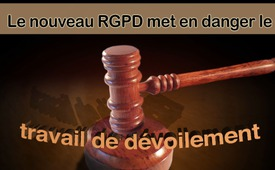 Le nouveau RGPD met en danger le
travail de dévoilement